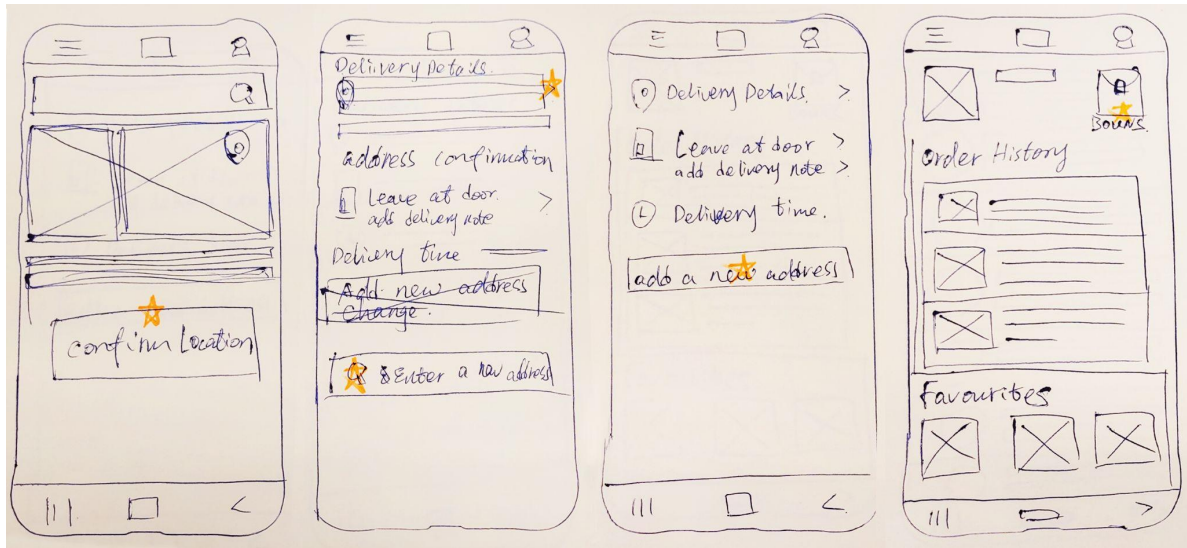 Confirm Location
Delivery Details.
address confirmation
Leave at door.
add delivery note
Delivery time
Add new address
Change.
Enter a new address
Delivery Details.
Leave at door
add delivery note
Delivery time.
add a new address
BOUNS.
Order History
Favourites